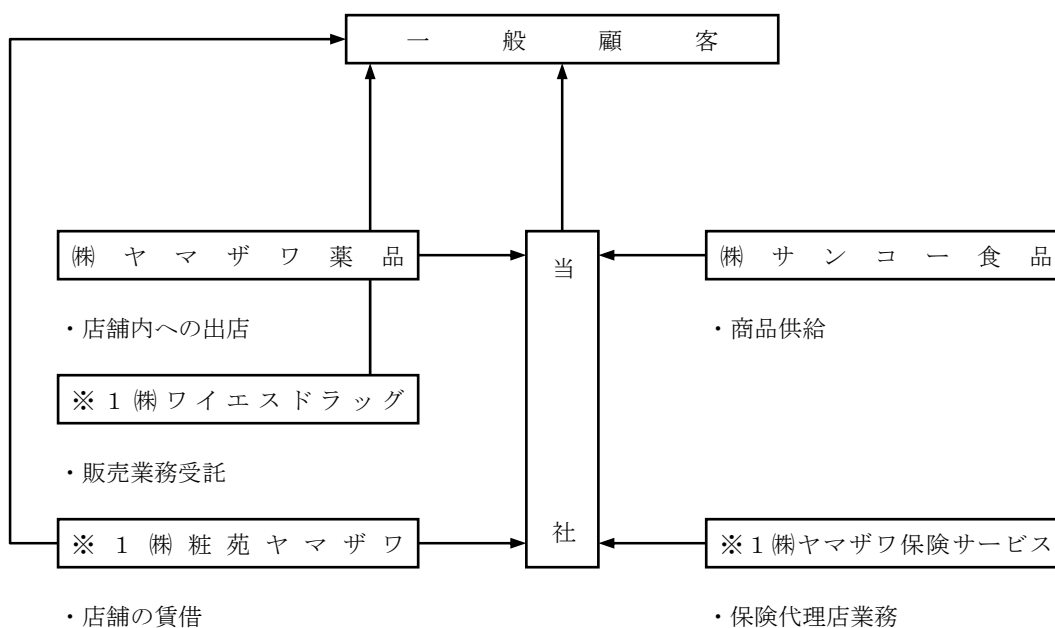 一般顧客
㈱ヤマザワ薬品
・店舗内への出店
※1㈱ワイエスドラッグ
・販売業務受託
※1㈱粧苑ヤマザワ
・店舗の賃借
当社
㈱サンコー食品
・商品供給
※1㈱ヤマザワ保険サービス
・保険代理店業務